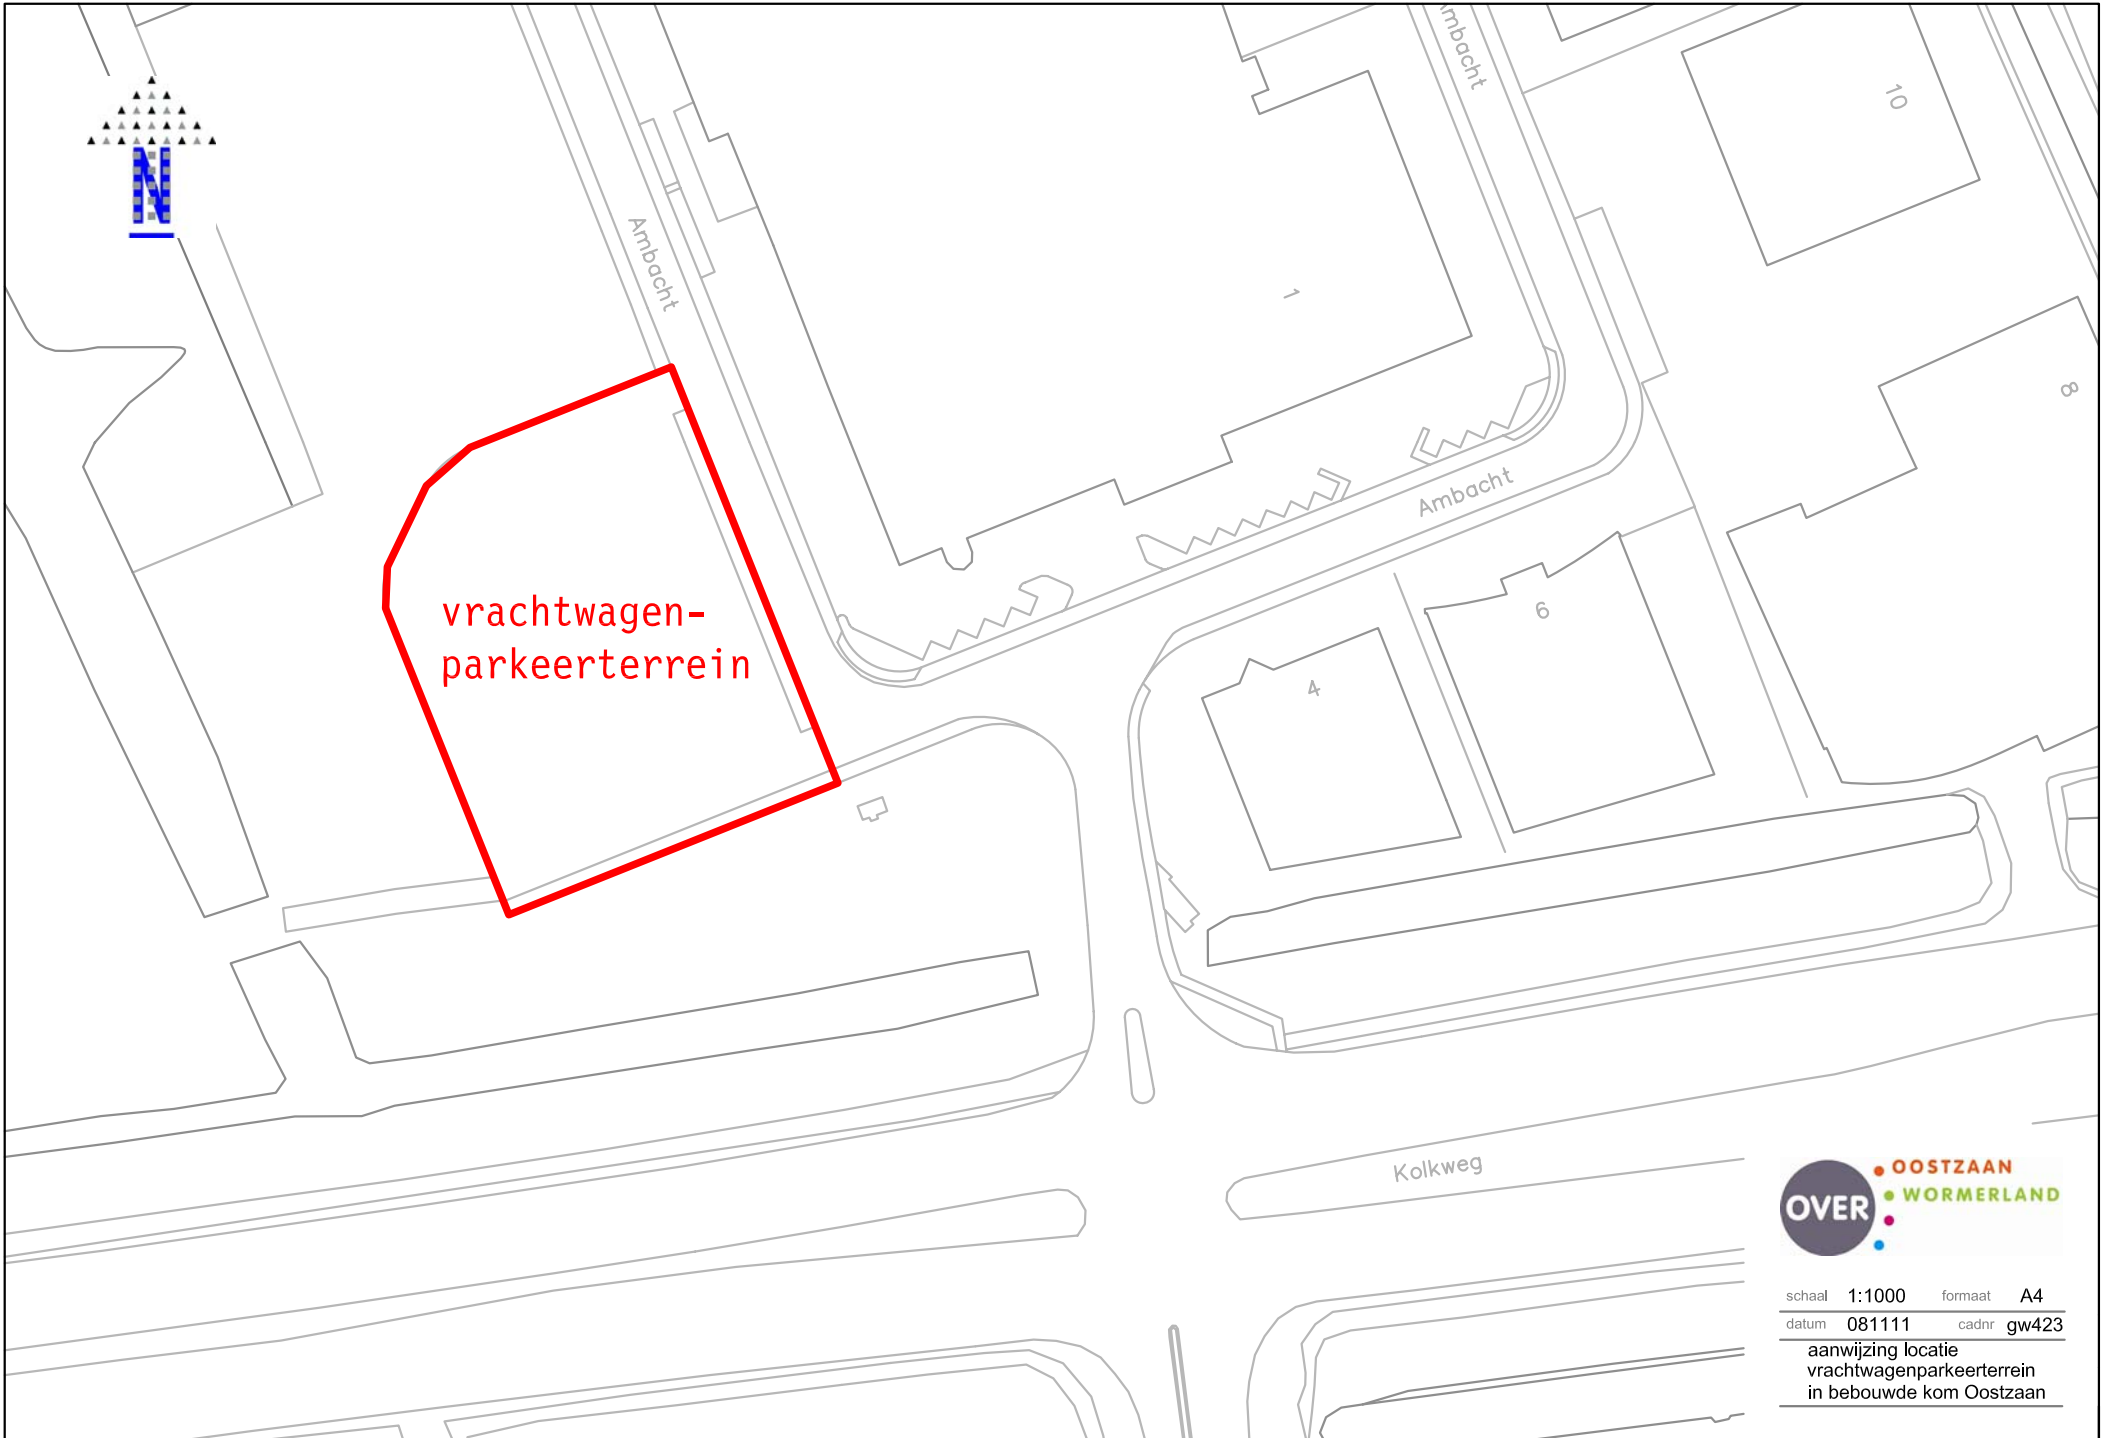 N
Ambacht
Ambacht
10
1
8
Ambacht
6
4
vrachtwagen-
parkeerterrein
Kolkweg
OVER
OOSTZAAN
WORMERLAND
schaal 1:1000 formaat A4
datum 081111 cadnr gw423
aanwijzing locatie
vrachtwagenparkeerterrein
in bebouwde kom Oostzaan